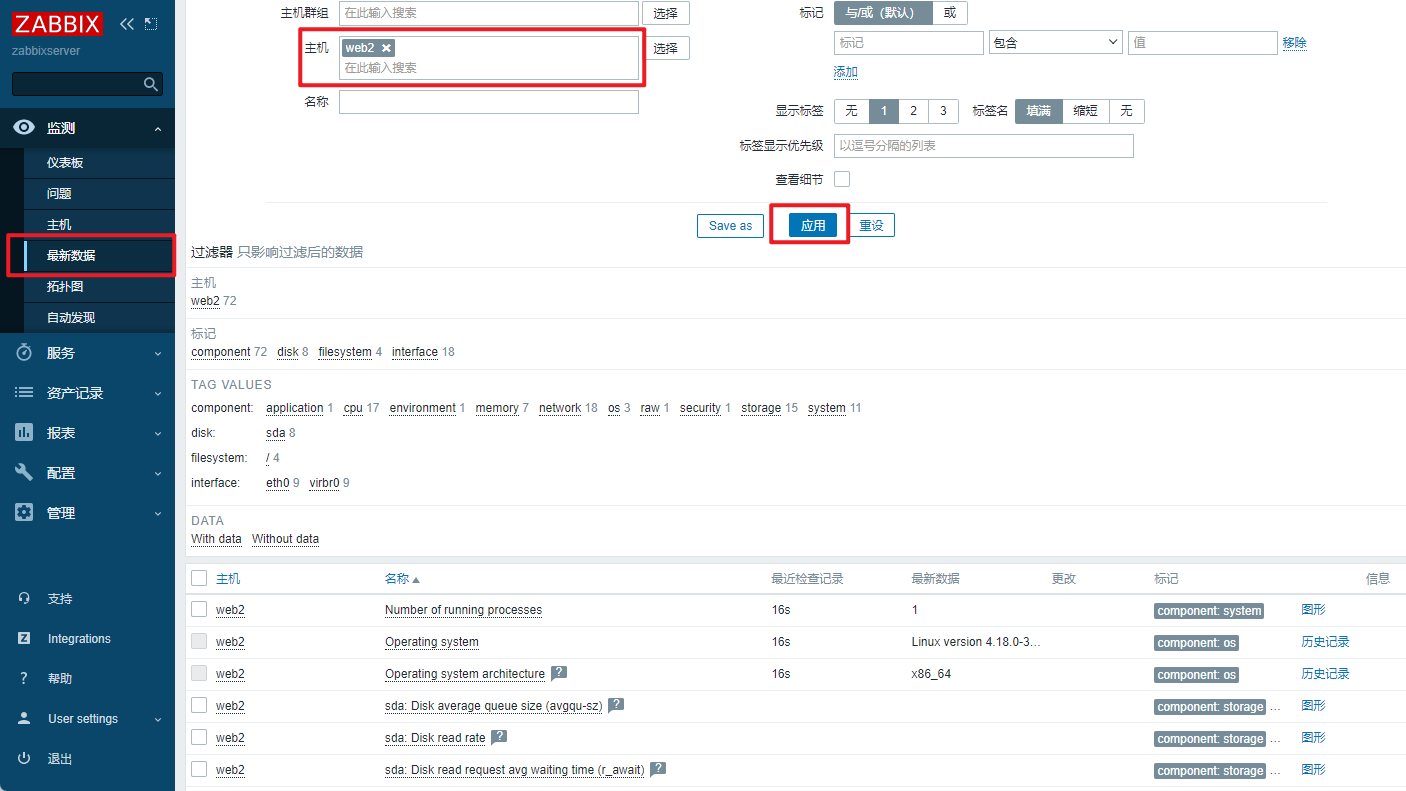 ZABBIX
zabbixserver
监测
仪表板
问题
主机
最新数据
拓扑图
自动发现
服务
资产记录
报表
配置
管理
支持
Integrations
帮助
User settings
退出
主机群组 在此输入搜索 选择
主机 web2 选择
在此输入搜索
名称
标记 与/或（默认） 或
标记 包含 值 移除
添加
显示标签 无 1 2 3 标签名 填满 缩短 无
标签显示优先级 以逗号分隔的列表
查看细节
Save as 应用 重设
过滤器 只影响过滤后的数据
主机
web2 72
标记
component 72 disk 8 filesystem 4 interface 18
TAG VALUES
component: application 1 cpu 17 environment 1 memory 7 network 18 os 3 raw 1 security 1 storage 15 system 11
disk: sda 8
filesystem: / 4
interface: eth0 9 virbr0 9
DATA
With data Without data
主机 名称 最近检查记录 最新数据 更改 标记 信息
web2 Number of running processes 16s 1 component: system 图形
web2 Operating system 16s Linux version 4.18.0-3... component: os 历史记录
web2 Operating system architecture ? 16s x86_64 component: os 历史记录
web2 sda: Disk average queue size (avgqu-sz) ? component: storage ... 图形
web2 sda: Disk read rate ? component: storage ... 图形
web2 sda: Disk read request avg waiting time (r_await) ? component: storage ... 图形